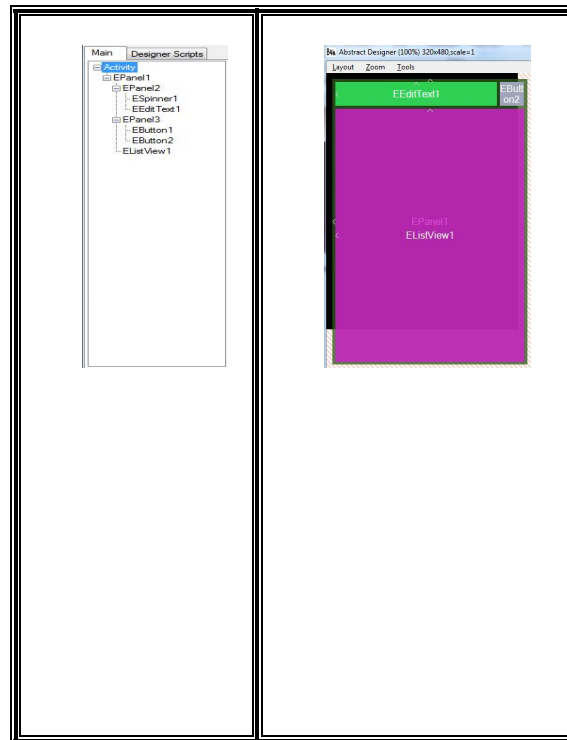 Main Designer Scripts
Activity
EPanel1
EPanel2
ESpinner1
EEditText1
EPanel3
EButton1
EButton2
EListView1
Abstract Designer (100%) 320x480,scale=1
Layout Zoom Tools
EEditText1
EButt
on2
EPanel1
EListView1